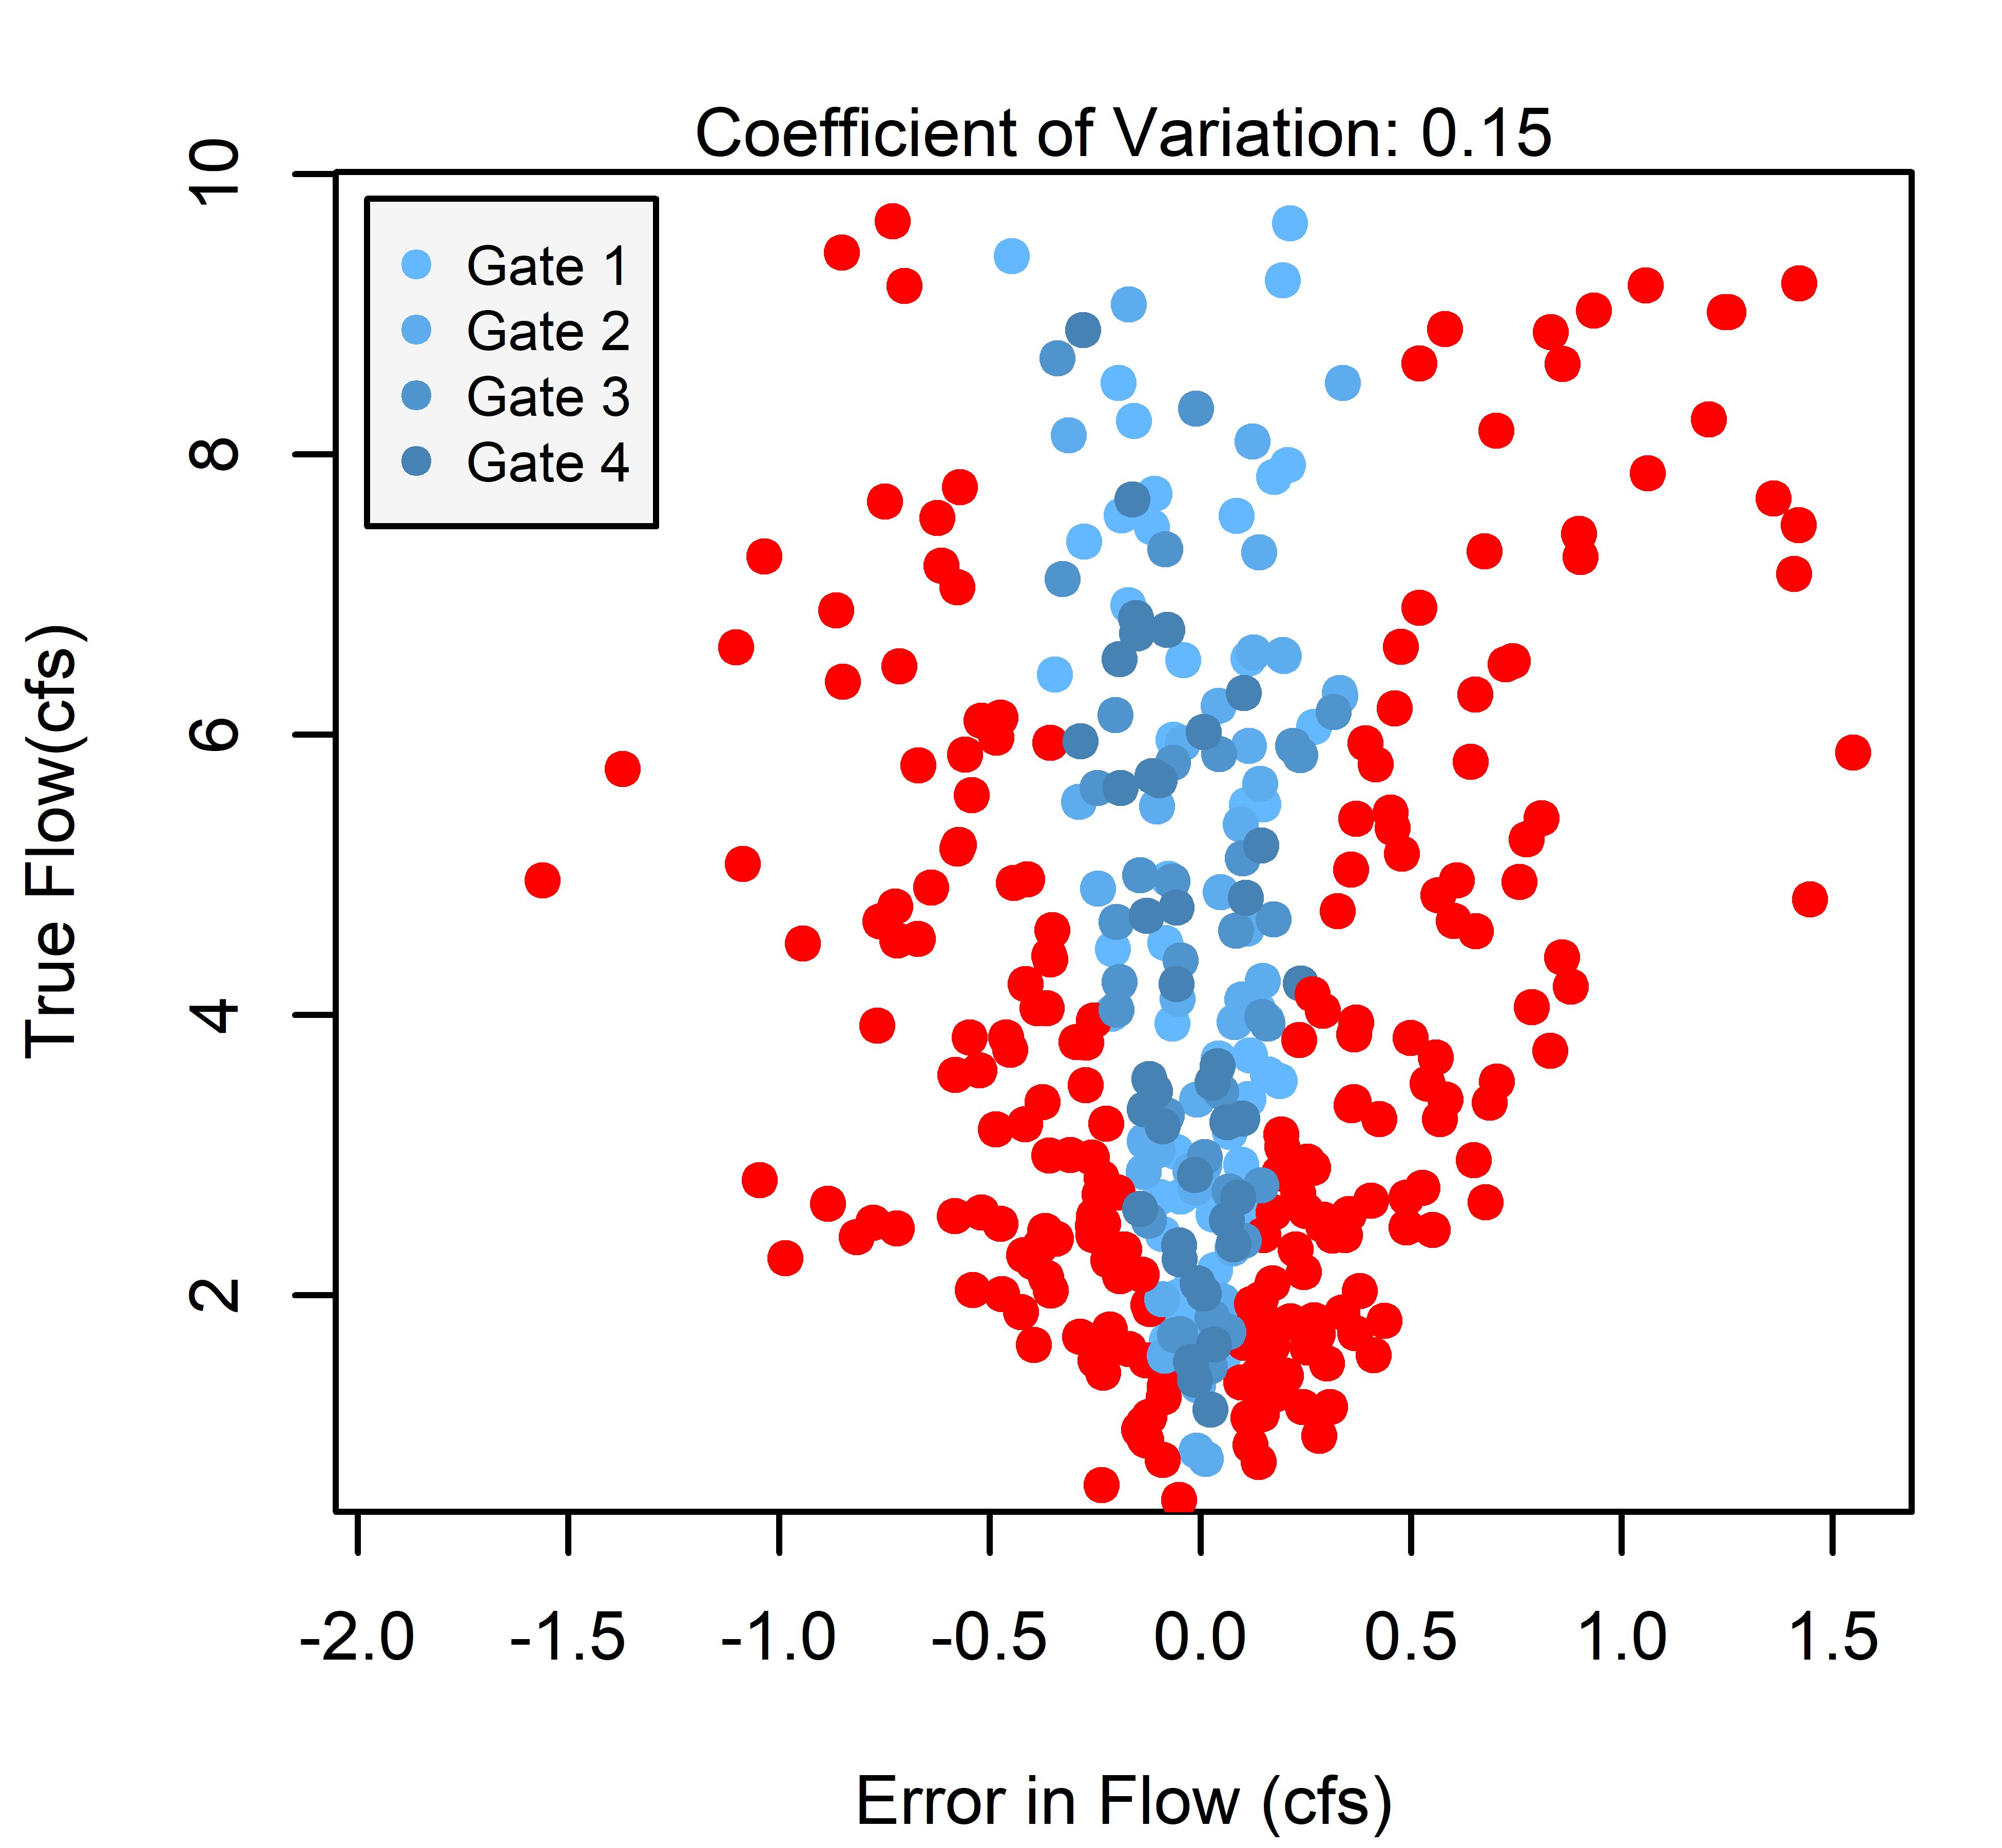 Coefficient of Variation: 0.15
10
8
6
4
2
True Flow(cfs)
Gate 1
Gate 2
Gate 3
Gate 4
-2.0 -1.5 -1.0 -0.5 0.0 0.5 1.0 1.5
Error in Flow (cfs)